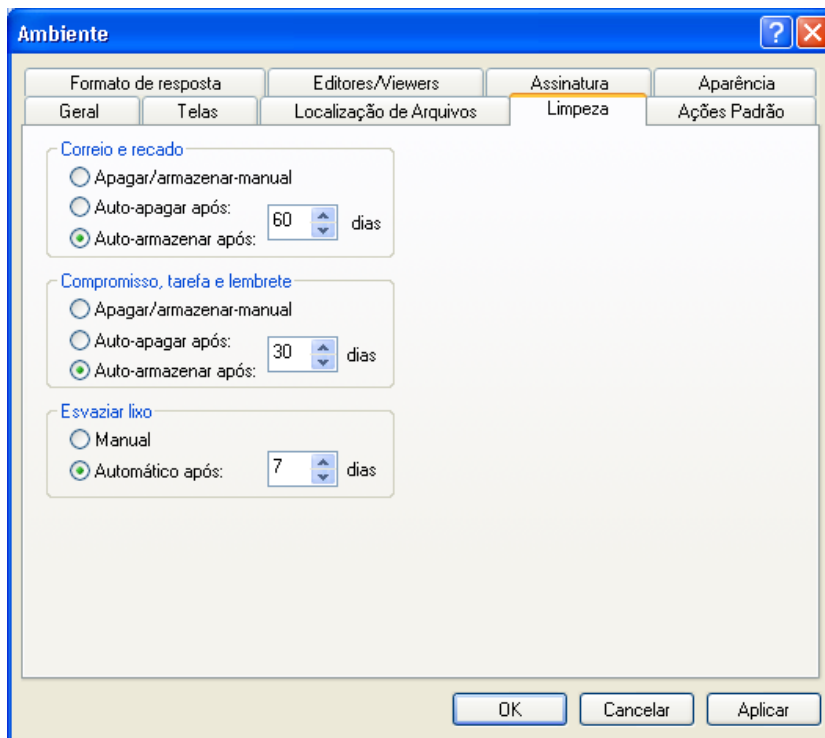 Ambiente
Formato de resposta Editores/Viewers Assinatura Aparência
Geral Telas Localização de Arquivos Limpeza Ações Padrão
Correio e recado
Apagar/armazenar-manual
Auto-apagar após:
60 dias
Auto-armazenar após:
Compromisso, tarefa e lembrete
Apagar/armazenar-manual
Auto-apagar após:
30 dias
Auto-armazenar após:
Esvaziar lixo
Manual
Automático após: 7 dias
OK Cancelar Aplicar